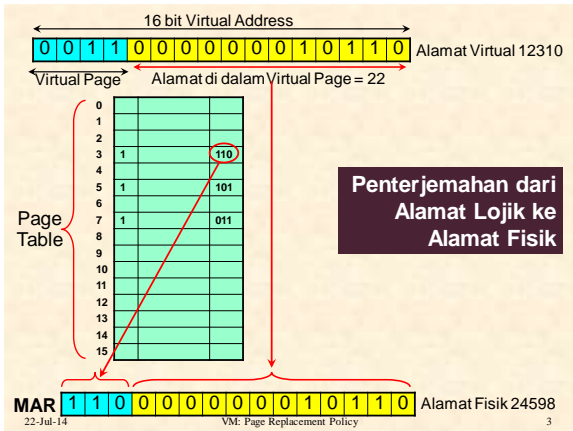 16 bit Virtual Address
0 0 1 1 0 0 0 0 0 0 0 1 0 1 1 0 Alamat Virtual 12310
Virtual Page Alamat di dalam Virtual Page = 22
0
1
2
3 1 110
4
5 1 101
6
7 1 011
8
9
10
11
12
13
14
15
Page Table
Penterjemahan dari
Alamat Lojik ke
Alamat Fisik
MAR 1 1 0 0 0 0 0 0 0 0 1 0 1 1 0 Alamat Fisik 24598
22-Jul-14 VM: Page Replacement Policy 3